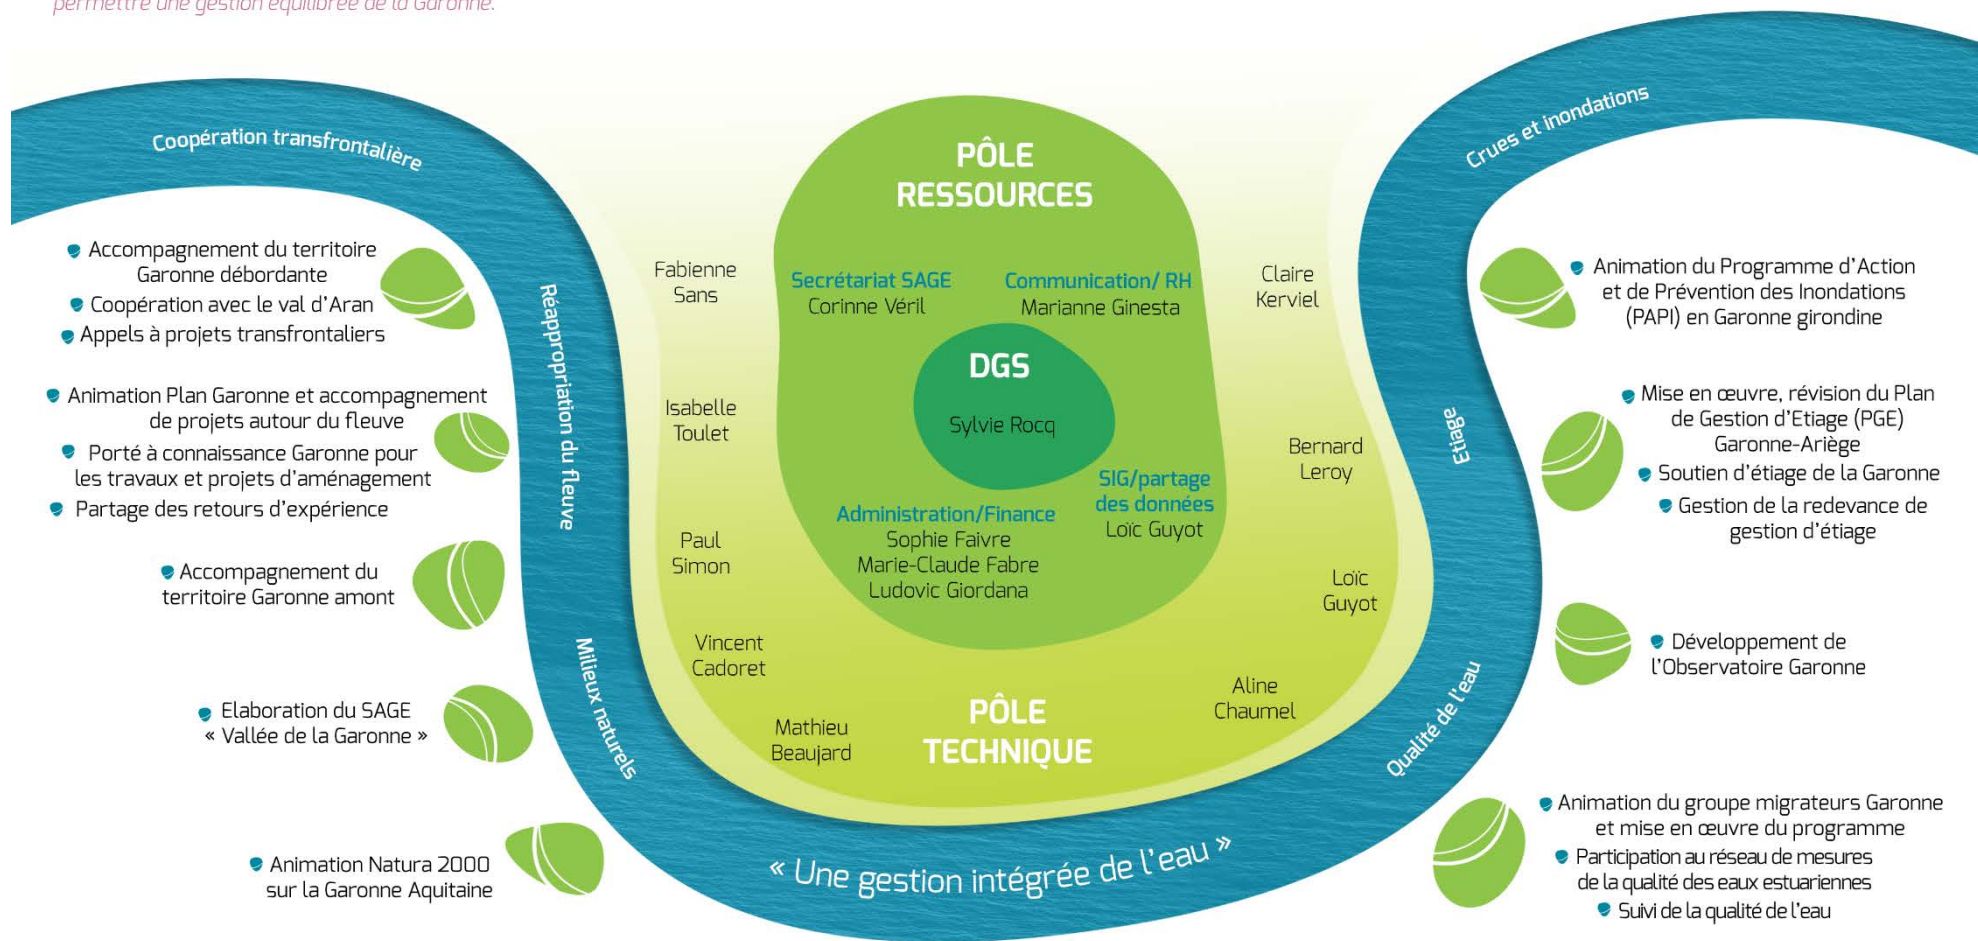 permettre une gestion équilibrée de la Garonne.
Coopération transfrontalière
Réappropriation du fleuve
Milieux naturels
« Une gestion intégrée de l’eau »
Qualité de l’eau
Etiage
Crues et inondations
Accompagnement du territoire
Garonne débordante
Coopération avec le val d’Aran
Appels à projets transfrontaliers
Animation Plan Garonne et accompagnement
de projets autour du fleuve
Porté à connaissance Garonne pour
les travaux et projets d’aménagement
Partage des retours d’expérience
Accompagnement du
territoire Garonne amont
Elaboration du SAGE
« Vallée de la Garonne »
Animation Natura 2000
sur la Garonne Aquitaine
Fabienne
Sans
Isabelle
Toulet
Paul
Simon
Vincent
Cadoret
Mathieu
Beaujard
PÔLE
RESSOURCES
Secrétariat SAGE
Corinne Véril
Communication/ RH
Marianne Ginesta
DGS
Sylvie Rocq
Administration/Finance
Sophie Faivre
Marie-Claude Fabre
Ludovic Giordana
SIG/partage
des données
Loïc Guyot
PÔLE
TECHNIQUE
Claire
Kerviel
Bernard
Leroy
Loïc
Guyot
Aline
Chaumel
Animation du Programme d’Action
et de Prévention des Inondations
(PAPI) en Garonne girondine
Mise en œuvre, révision du Plan
de Gestion d’Etiage (PGE)
Garonne-Ariège
Soutien d’étiage de la Garonne
Gestion de la redevance de
gestion d’étiage
Développement de
l’Observatoire Garonne
Animation du groupe migrateurs Garonne
et mise en œuvre du programme
Participation au réseau de mesures
de la qualité des eaux estuariennes
Suivi de la qualité de l’eau